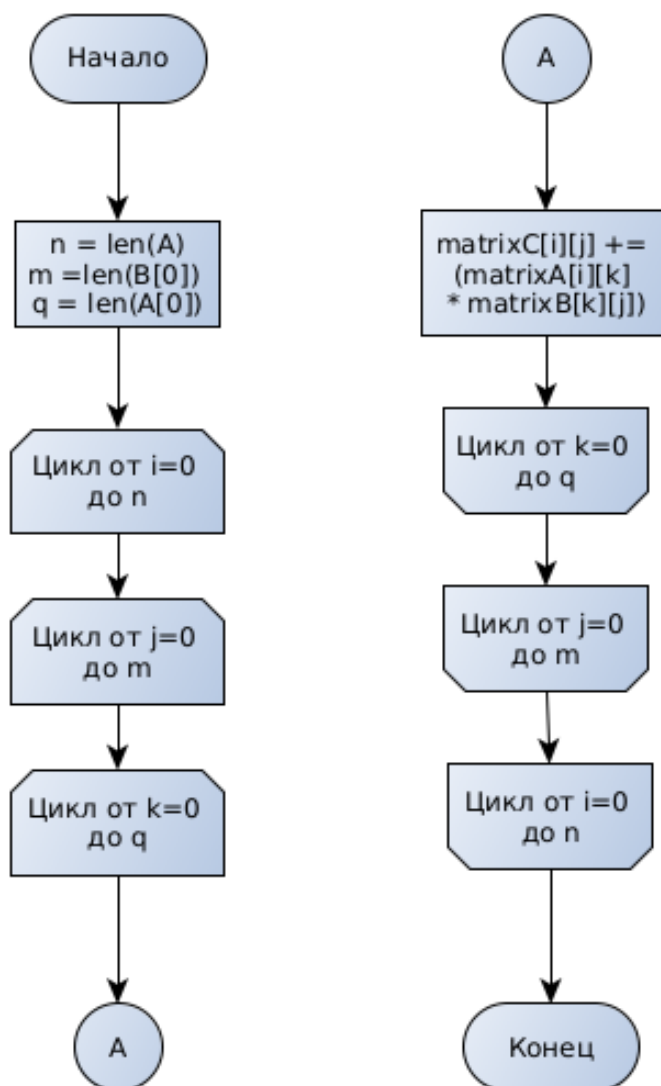 Начало
n = len(A)
m =len(B[0])
q = len(A[0])
Цикл от i=0
до n
Цикл от j=0
до m
Цикл от k=0
до q
A
A
matrixC[i][j] +=
(matrixA[i][k]
* matrixB[k][j])
Цикл от k=0
до q
Цикл от j=0
до m
Цикл от i=0
до n
Конец